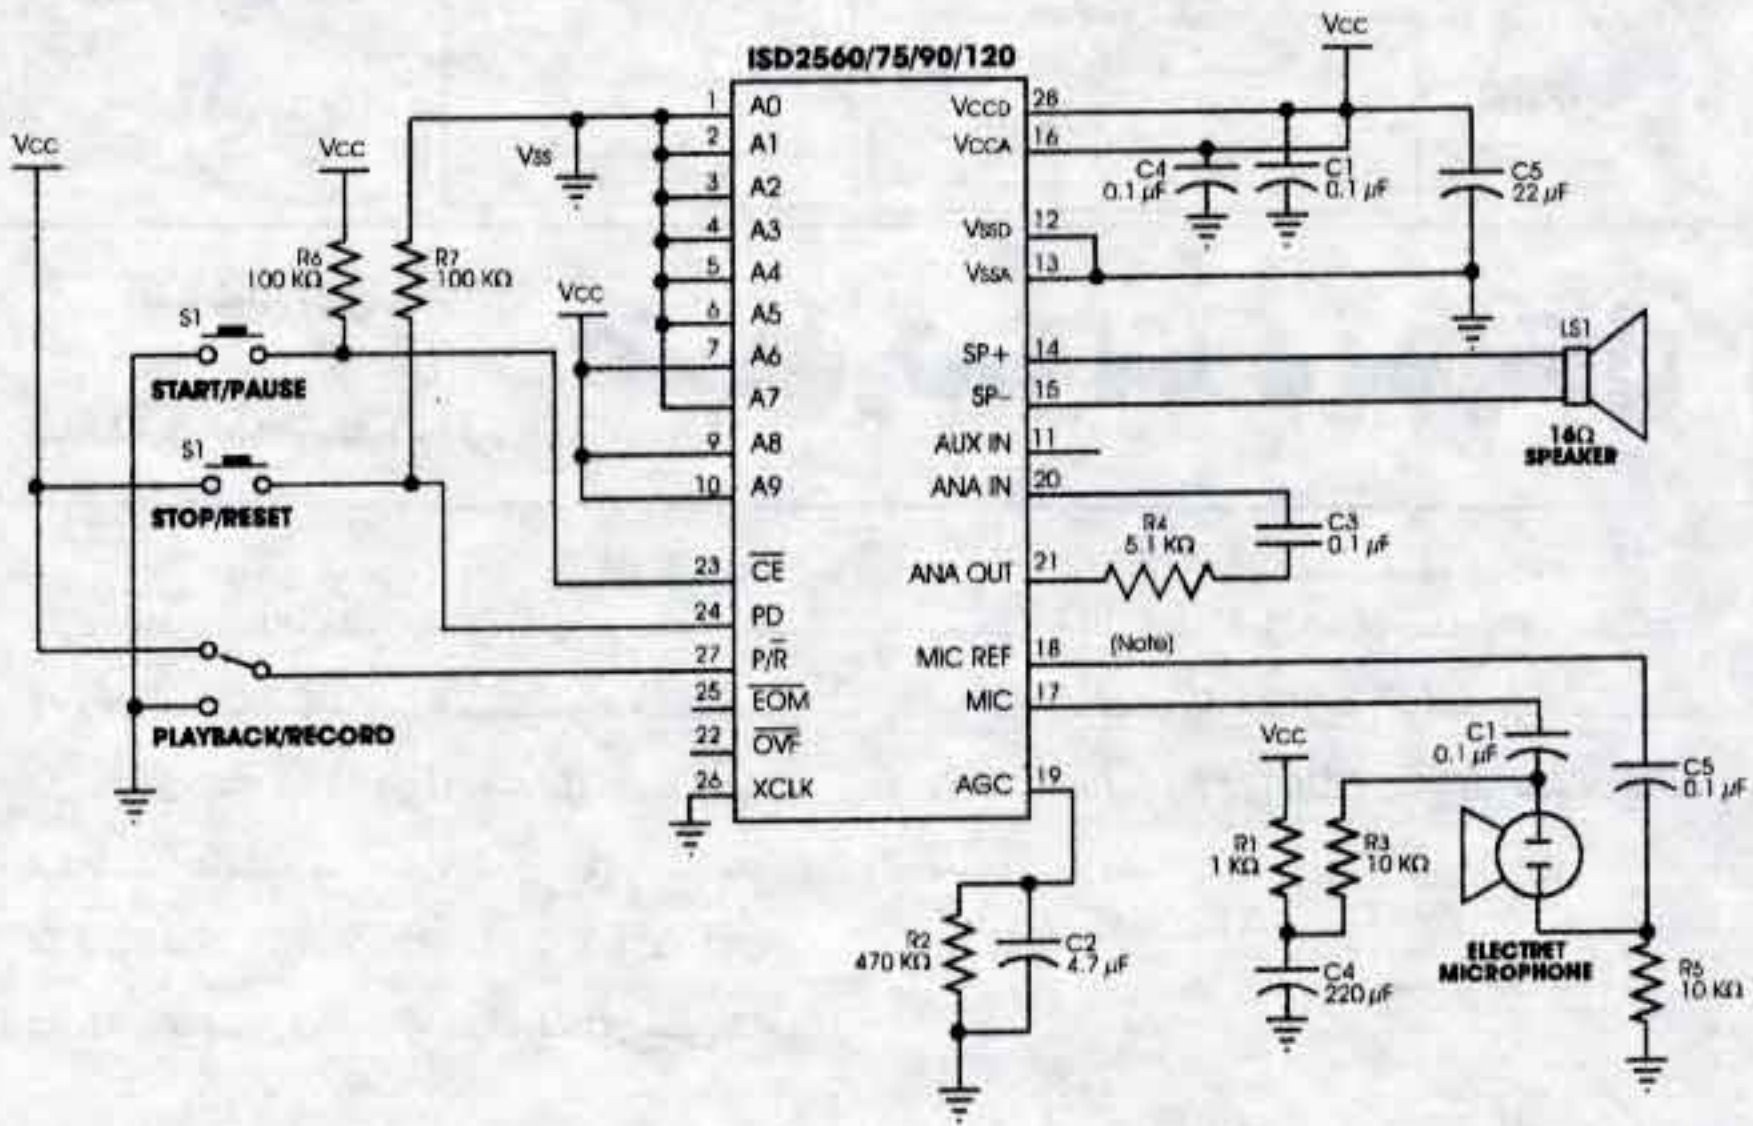 ISD2560/75/90/120
VCC
VCC
VCC
VSS
R6
100 KΩ
R7
100 KΩ
VCC
S1
START/PAUSE
S1
STOP/RESET
PLAYBACK/RECORD
1 A0
2 A1
3 A2
4 A3
5 A4
6 A5
7 A6
A7
9 A8
10 A9
23 CE
24 PD
27 P/R
25 EOM
22 OVF
26 XCLK
VCCD 28
VCCA 16
VSSD 12
VSSA 13
SP+ 14
SP– 15
AUX IN 11
ANA IN 20
ANA OUT 21
MIC REF 18
MIC 17
AGC 19
C4
0.1 µF
C1
0.1 µF
C5
22 µF
LS1
16Ω
SPEAKER
R4
5.1 KΩ
C3
0.1 µF
(Note)
VCC
C1
0.1 µF
C5
0.1 µF
R1
1 KΩ
R3
10 KΩ
R2
470 KΩ
C2
4.7 µF
C4
220 µF
ELECTRET
MICROPHONE
R5
10 KΩ